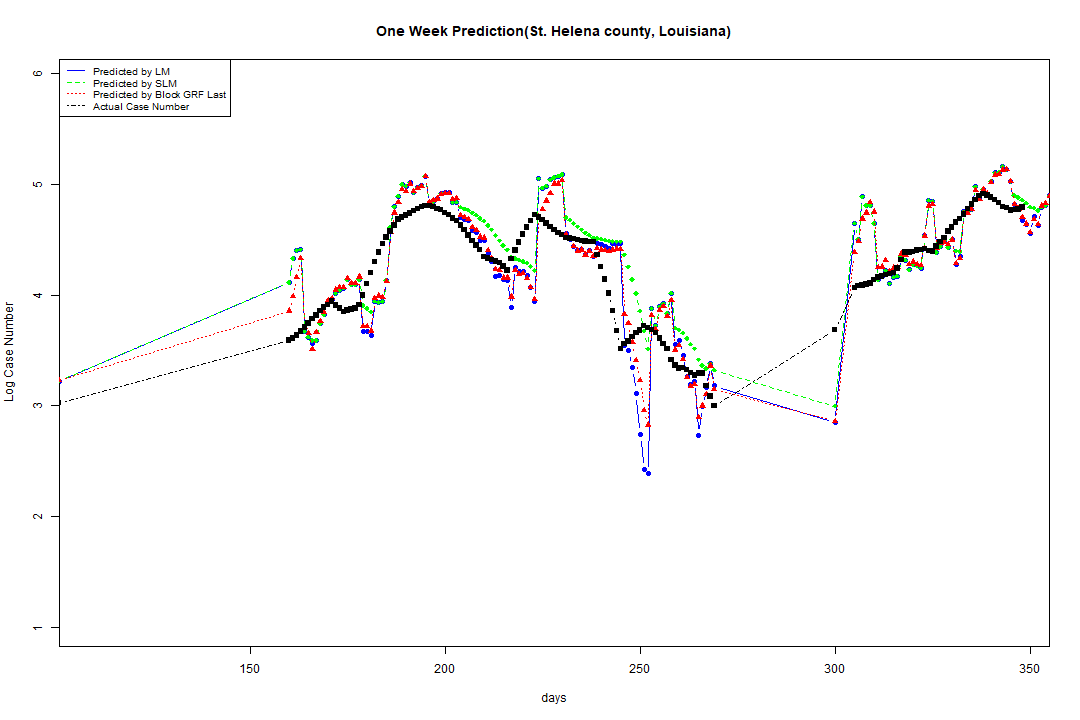 One Week Prediction(St. Helena county, Louisiana)
Predicted by LM
Predicted by SLM
Predicted by Block GRF Last
Actual Case Number
Log Case Number
6
5
4
3
2
1
150 200 250 300 350
days